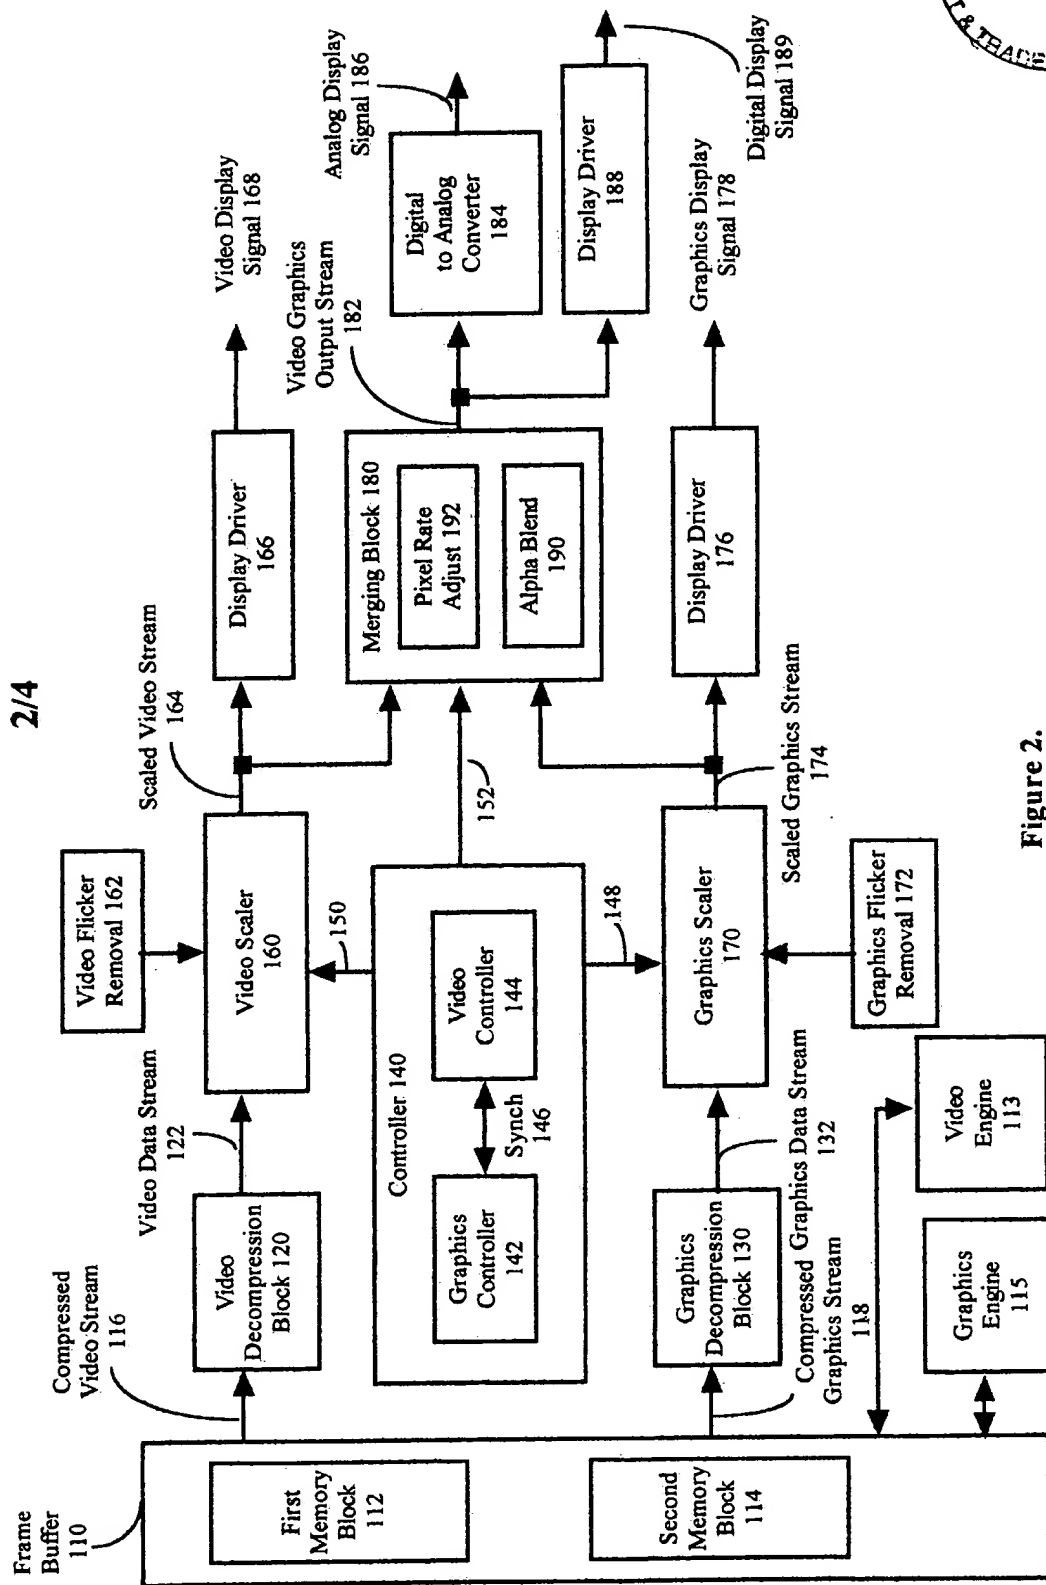 2/4
Frame
Buffer
110
First
Memory
Block 112
Second
Memory
Block
114
Compressed
Video Stream
116
Video
Decompression
Block 120
Video Data Stream
122
Video Flicker
Removal 162
Video Scaler
160
150
Scaled Video Stream
164
Display Driver
166
Video Display
Signal 168
Controller 140
Graphics
Controller
142
Synch
146
Video
Controller
144
152
148
Merging Block 180
Pixel Rate
Adjust 192
Alpha Blend
190
Video Graphics
Output Stream
182
Digital
to Analog
Converter
184
Analog Display
Signal 186
Display Driver
188
Digital Display
Signal 189
Compressed
Graphics Stream
118
Graphics
Decompression
Block 130
Graphics Data Stream
132
Graphics Scaler
170
Graphics Flicker
Removal 172
Scaled Graphics Stream
174
Display Driver
176
Graphics Display
Signal 178
Graphics
Engine
115
Video
Engine
113
Figure 2.